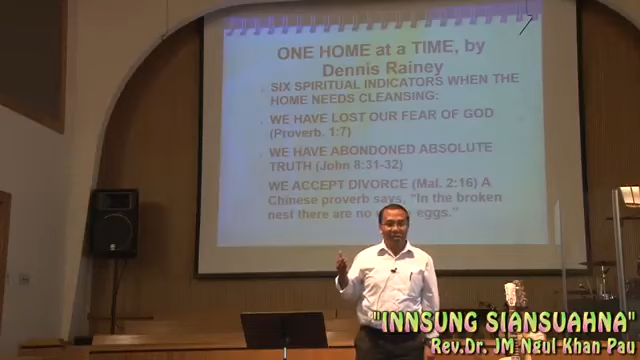 ONE HOME at a TIME, by
Dennis Rainey
SIX SPIRITUAL INDICATORS WHEN THE
HOME NEEDS CLEANSING:
WE HAVE LOST OUR FEAR OF GOD
(Proverb. 1:7)
WE HAVE ABONDONED ABSOLUTE
TRUTH (John 8:31-32)
WE ACCEPT DIVORCE (Mal. 2:16) A
Chinese proverb says, "In the broken
nest there are no eggs."
"INNSUNG SIANSUAHNA"
Rev.Dr. JM Ngul Khan Pau